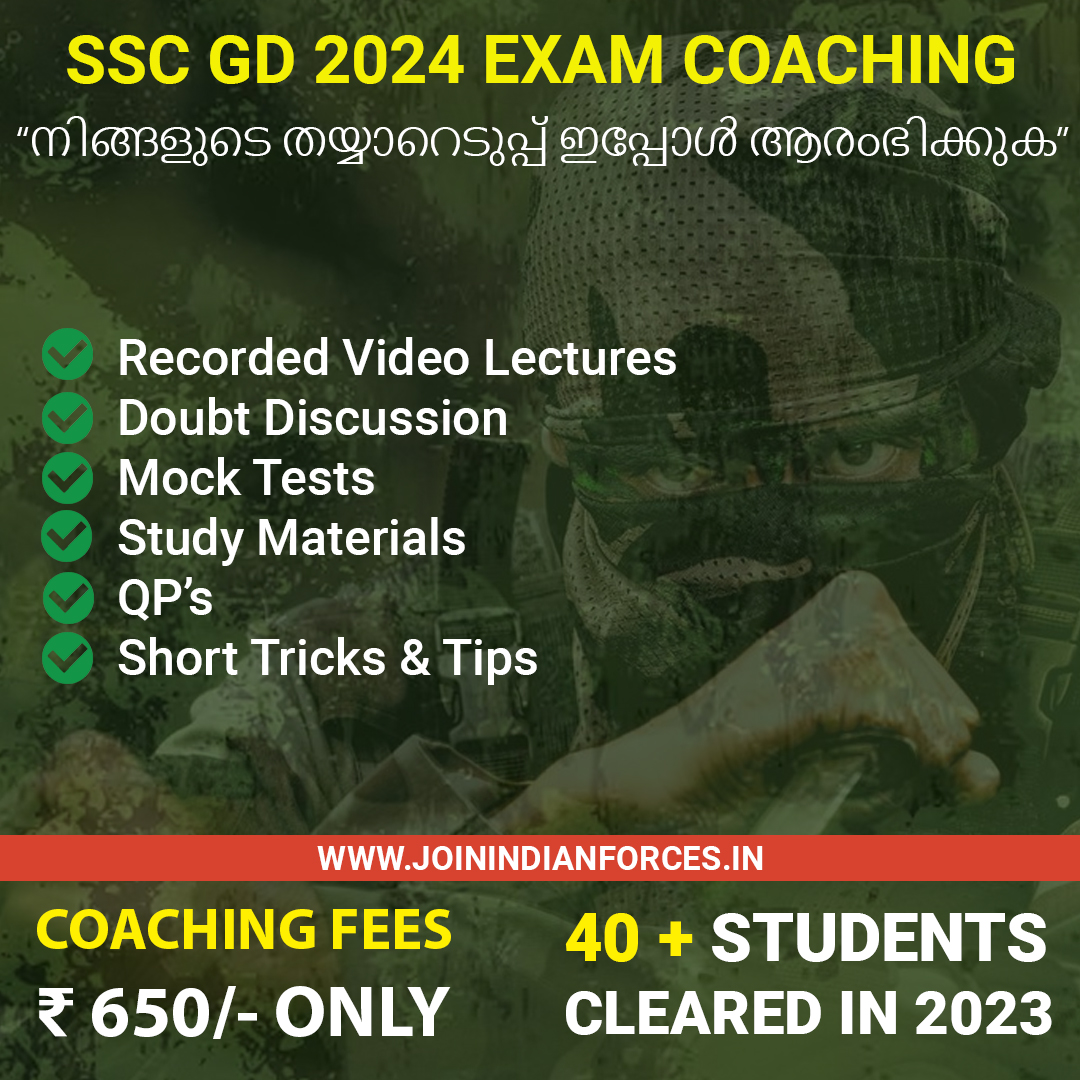 SSC GD 2024 EXAM COACHING
“നിങ്ങളുടെ തയ്യാറെടുപ്പ് ഇപ്പോൾ ആരംഭിക്കുക“
Recorded Video Lectures
Doubt Discussion
Mock Tests
Study Materials
QP’s
Short Tricks & Tips
WWW.JOININDIANFORCES.IN
COACHING FEES
₹ 650/- ONLY
40 + STUDENTS
CLEARED IN 2023